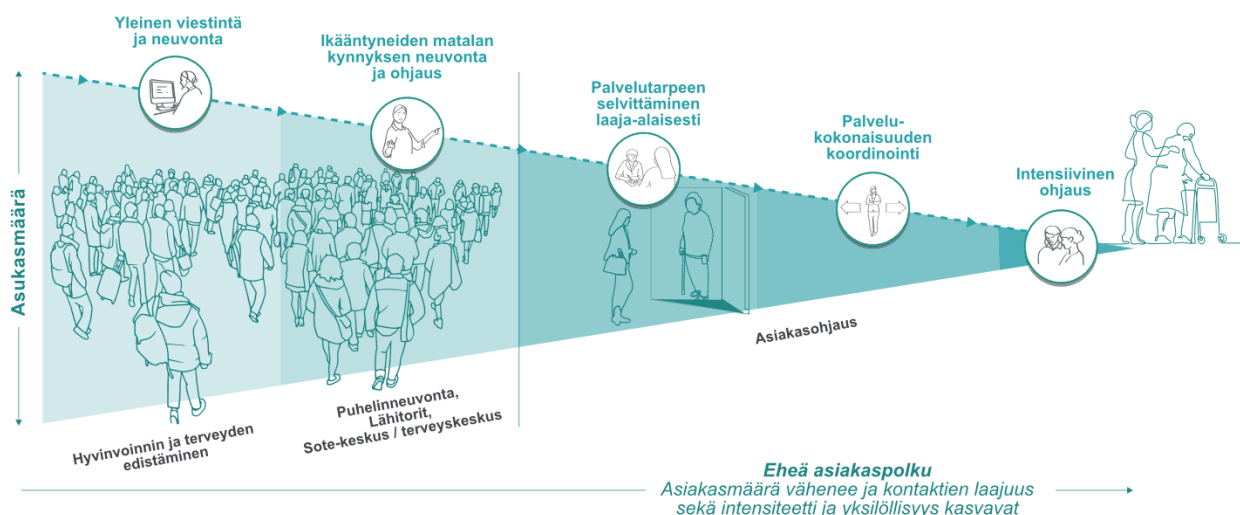 Yleinen viestintä
ja neuvonta
Ikääntyneiden matalan
kynnyksen neuvonta
ja ohjaus
Palvelutarpeen
selvittäminen
laaja-alaisesti
Palvelu-
kokonaisuuden
koordinointi
Intensiivinen
ohjaus
Asukasmäärä
Hyvinvoinnin ja terveyden
edistäminen
Puhelinneuvonta,
Lähitorit,
Sote-keskus / terveyskeskus
Asiakasohjaus
Eheä asiakaspolku
Asiakasmäärä vähenee ja kontaktien laajuus
sekä intensiteetti ja yksilöllisyys kasvavat